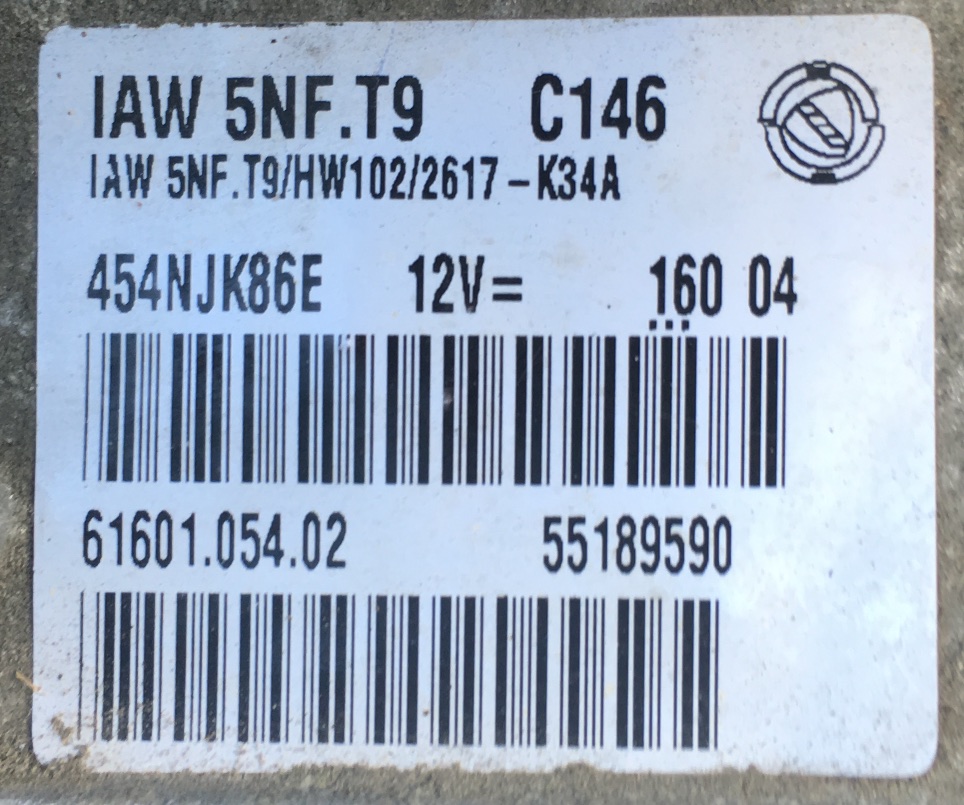 IAW 5NF.T9 C146
IAW 5NF.T9/HW102/2617-K34A
454NJK86E 12V= 160 04
61601.054.02 55189590